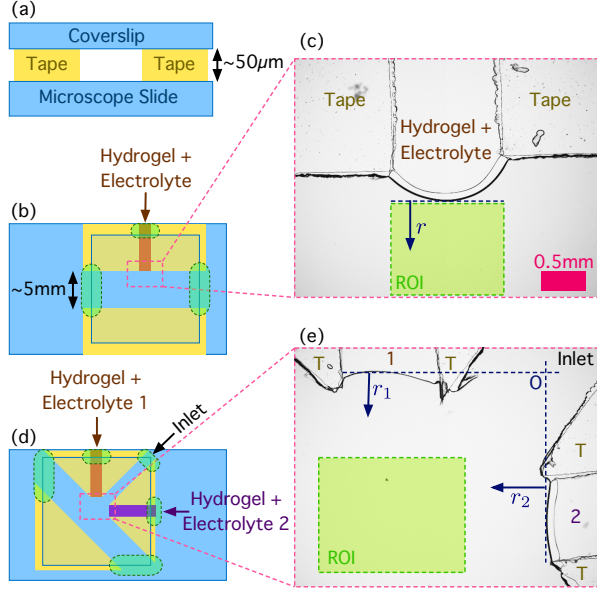 (a)
Coverslip
Tape
Tape
~50μm
Microscope Slide
Hydrogel +
Electrolyte
(b)
~5mm
(c)
Tape
Tape
Hydrogel +
Electrolyte
r
ROI
0.5mm
Hydrogel +
Electrolyte 1
(d)
Inlet
Hydrogel +
Electrolyte 2
(e)
T
1
T
Inlet
O
r1
T
r2
2
ROI
T